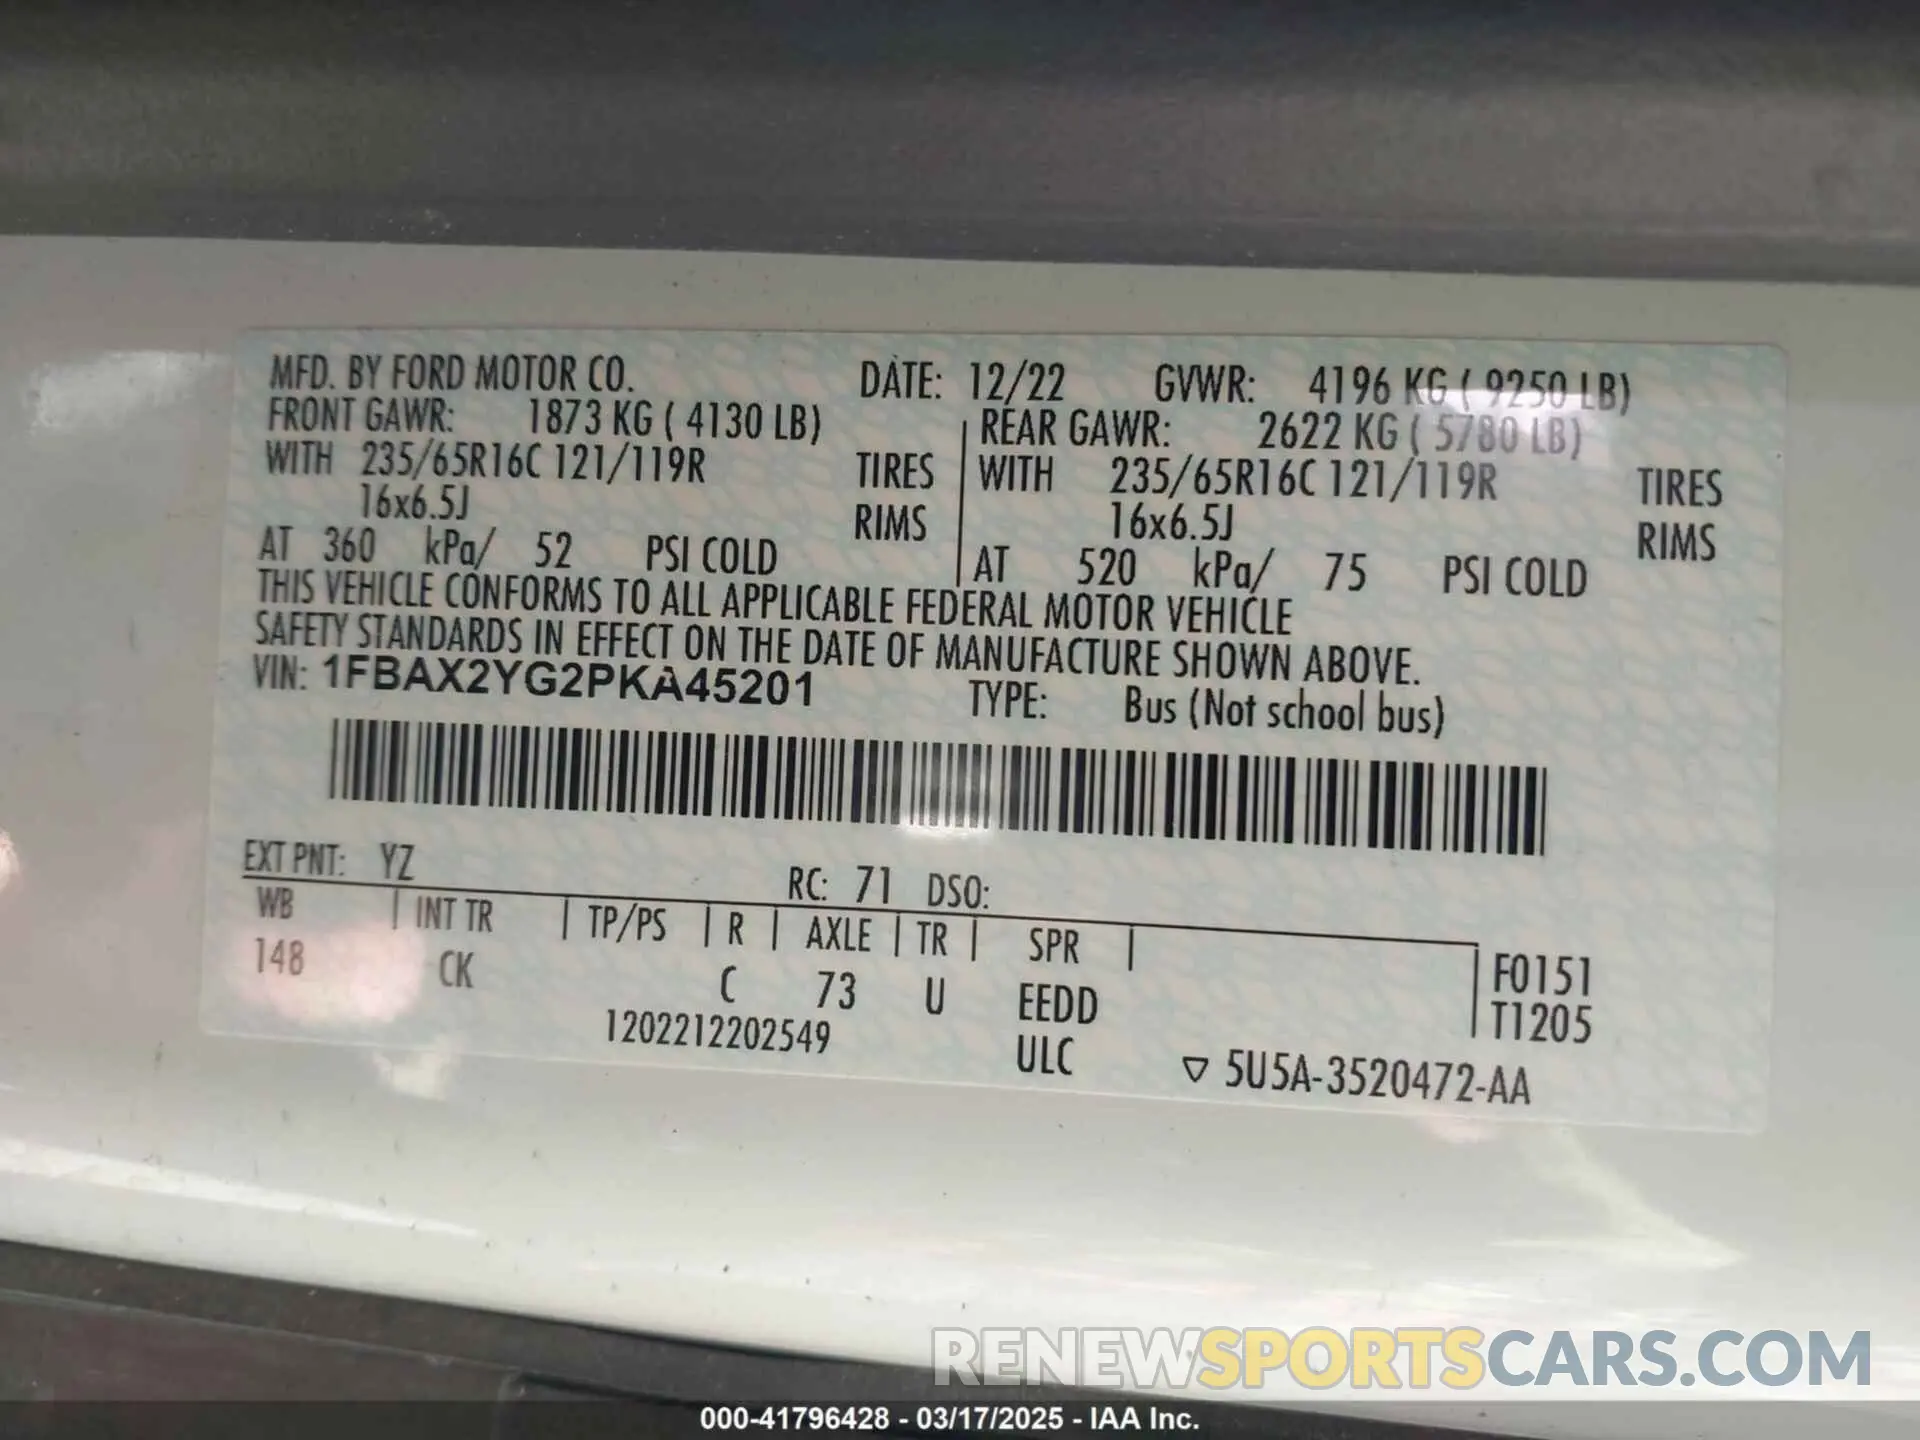 MFD. BY FORD MOTOR CO. DATE: 12/22 GVWR: 4196 KG ( 9250 LB)
FRONT GAWR: 1873 KG ( 4130 LB) REAR GAWR: 2622 KG ( 5780 LB)
WITH 235/65R16C 121/119R TIRES WITH 235/65R16C 121/119R TIRES
16x6.5J RIMS 16x6.5J RIMS
AT 360 kPa/ 52 PSI COLD AT 520 kPa/ 75 PSI COLD
THIS VEHICLE CONFORMS TO ALL APPLICABLE FEDERAL MOTOR VEHICLE
SAFETY STANDARDS IN EFFECT ON THE DATE OF MANUFACTURE SHOWN ABOVE.
VIN: 1FBAX2YG2PKA45201 TYPE: Bus (Not school bus)
EXT PNT: YZ RC: 71 DSO:
WB | INT TR | TP/PS | R | AXLE | TR | SPR | F0151
148 CK C 73 U EEDD T1205
1202212202549 ULC ▽ 5U5A-3520472-AA
RENEWSPORTSCARS.COM
000-41796428 - 03/17/2025 - IAA Inc.